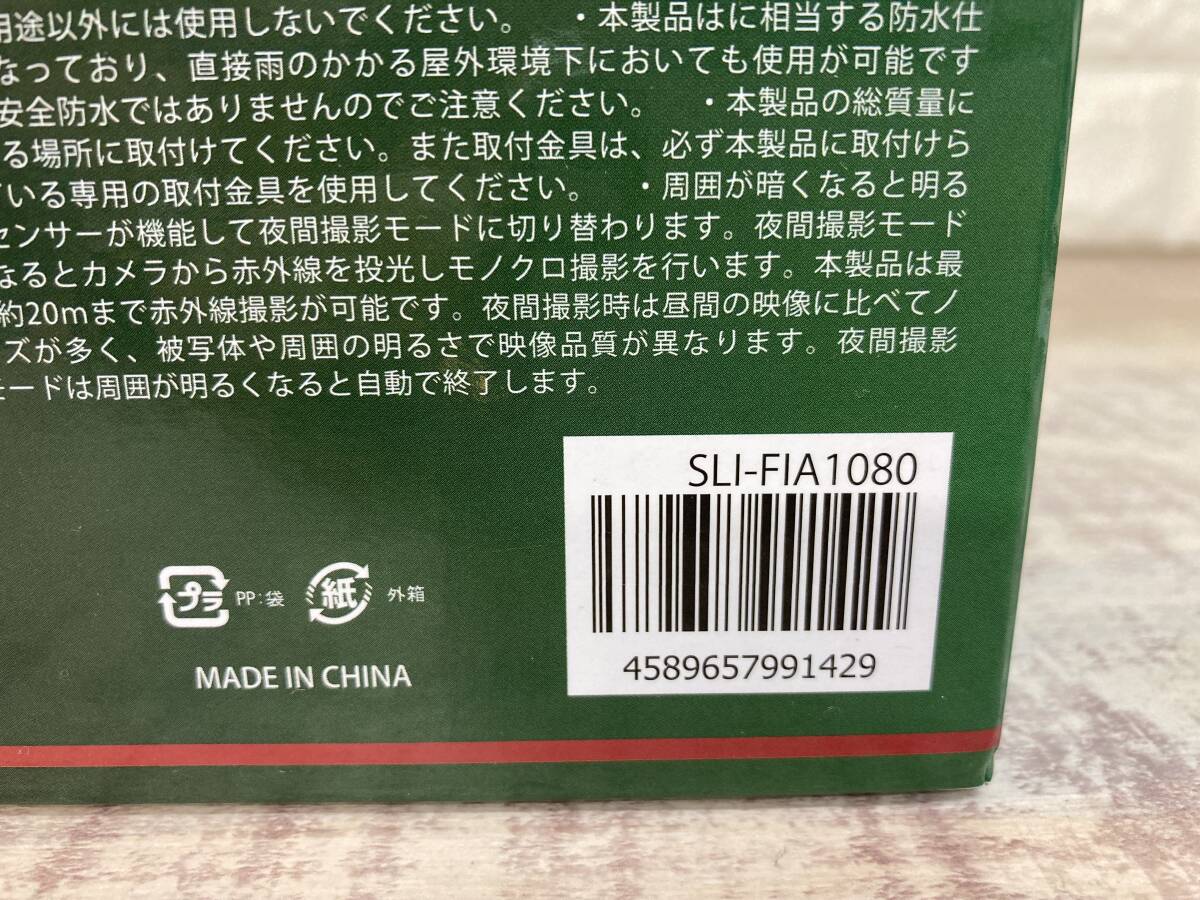 用途以外には使用しないでください。 ・本製品はに相当する防水仕
なっており、直接雨のかかる屋外環境下においても使用が可能です
安全防水ではありませんのでご注意ください。 ・本製品の総質量に
る場所に取付けてください。また取付金具は、必ず本製品に取付けら
ている専用の取付金具を使用してください。 ・周囲が暗くなると明る
センサーが機能して夜間撮影モードに切り替わります。夜間撮影モード
なるとカメラから赤外線を投光しモノクロ撮影を行います。本製品は最
約20mまで赤外線撮影が可能です。夜間撮影時は昼間の映像に比べてノ
ズが多く、被写体や周囲の明るさで映像品質が異なります。夜間撮影
モードは周囲が明るくなると自動で終了します。
SLI-FIA1080
プラ PP:袋 紙 外箱
MADE IN CHINA
4589657991429